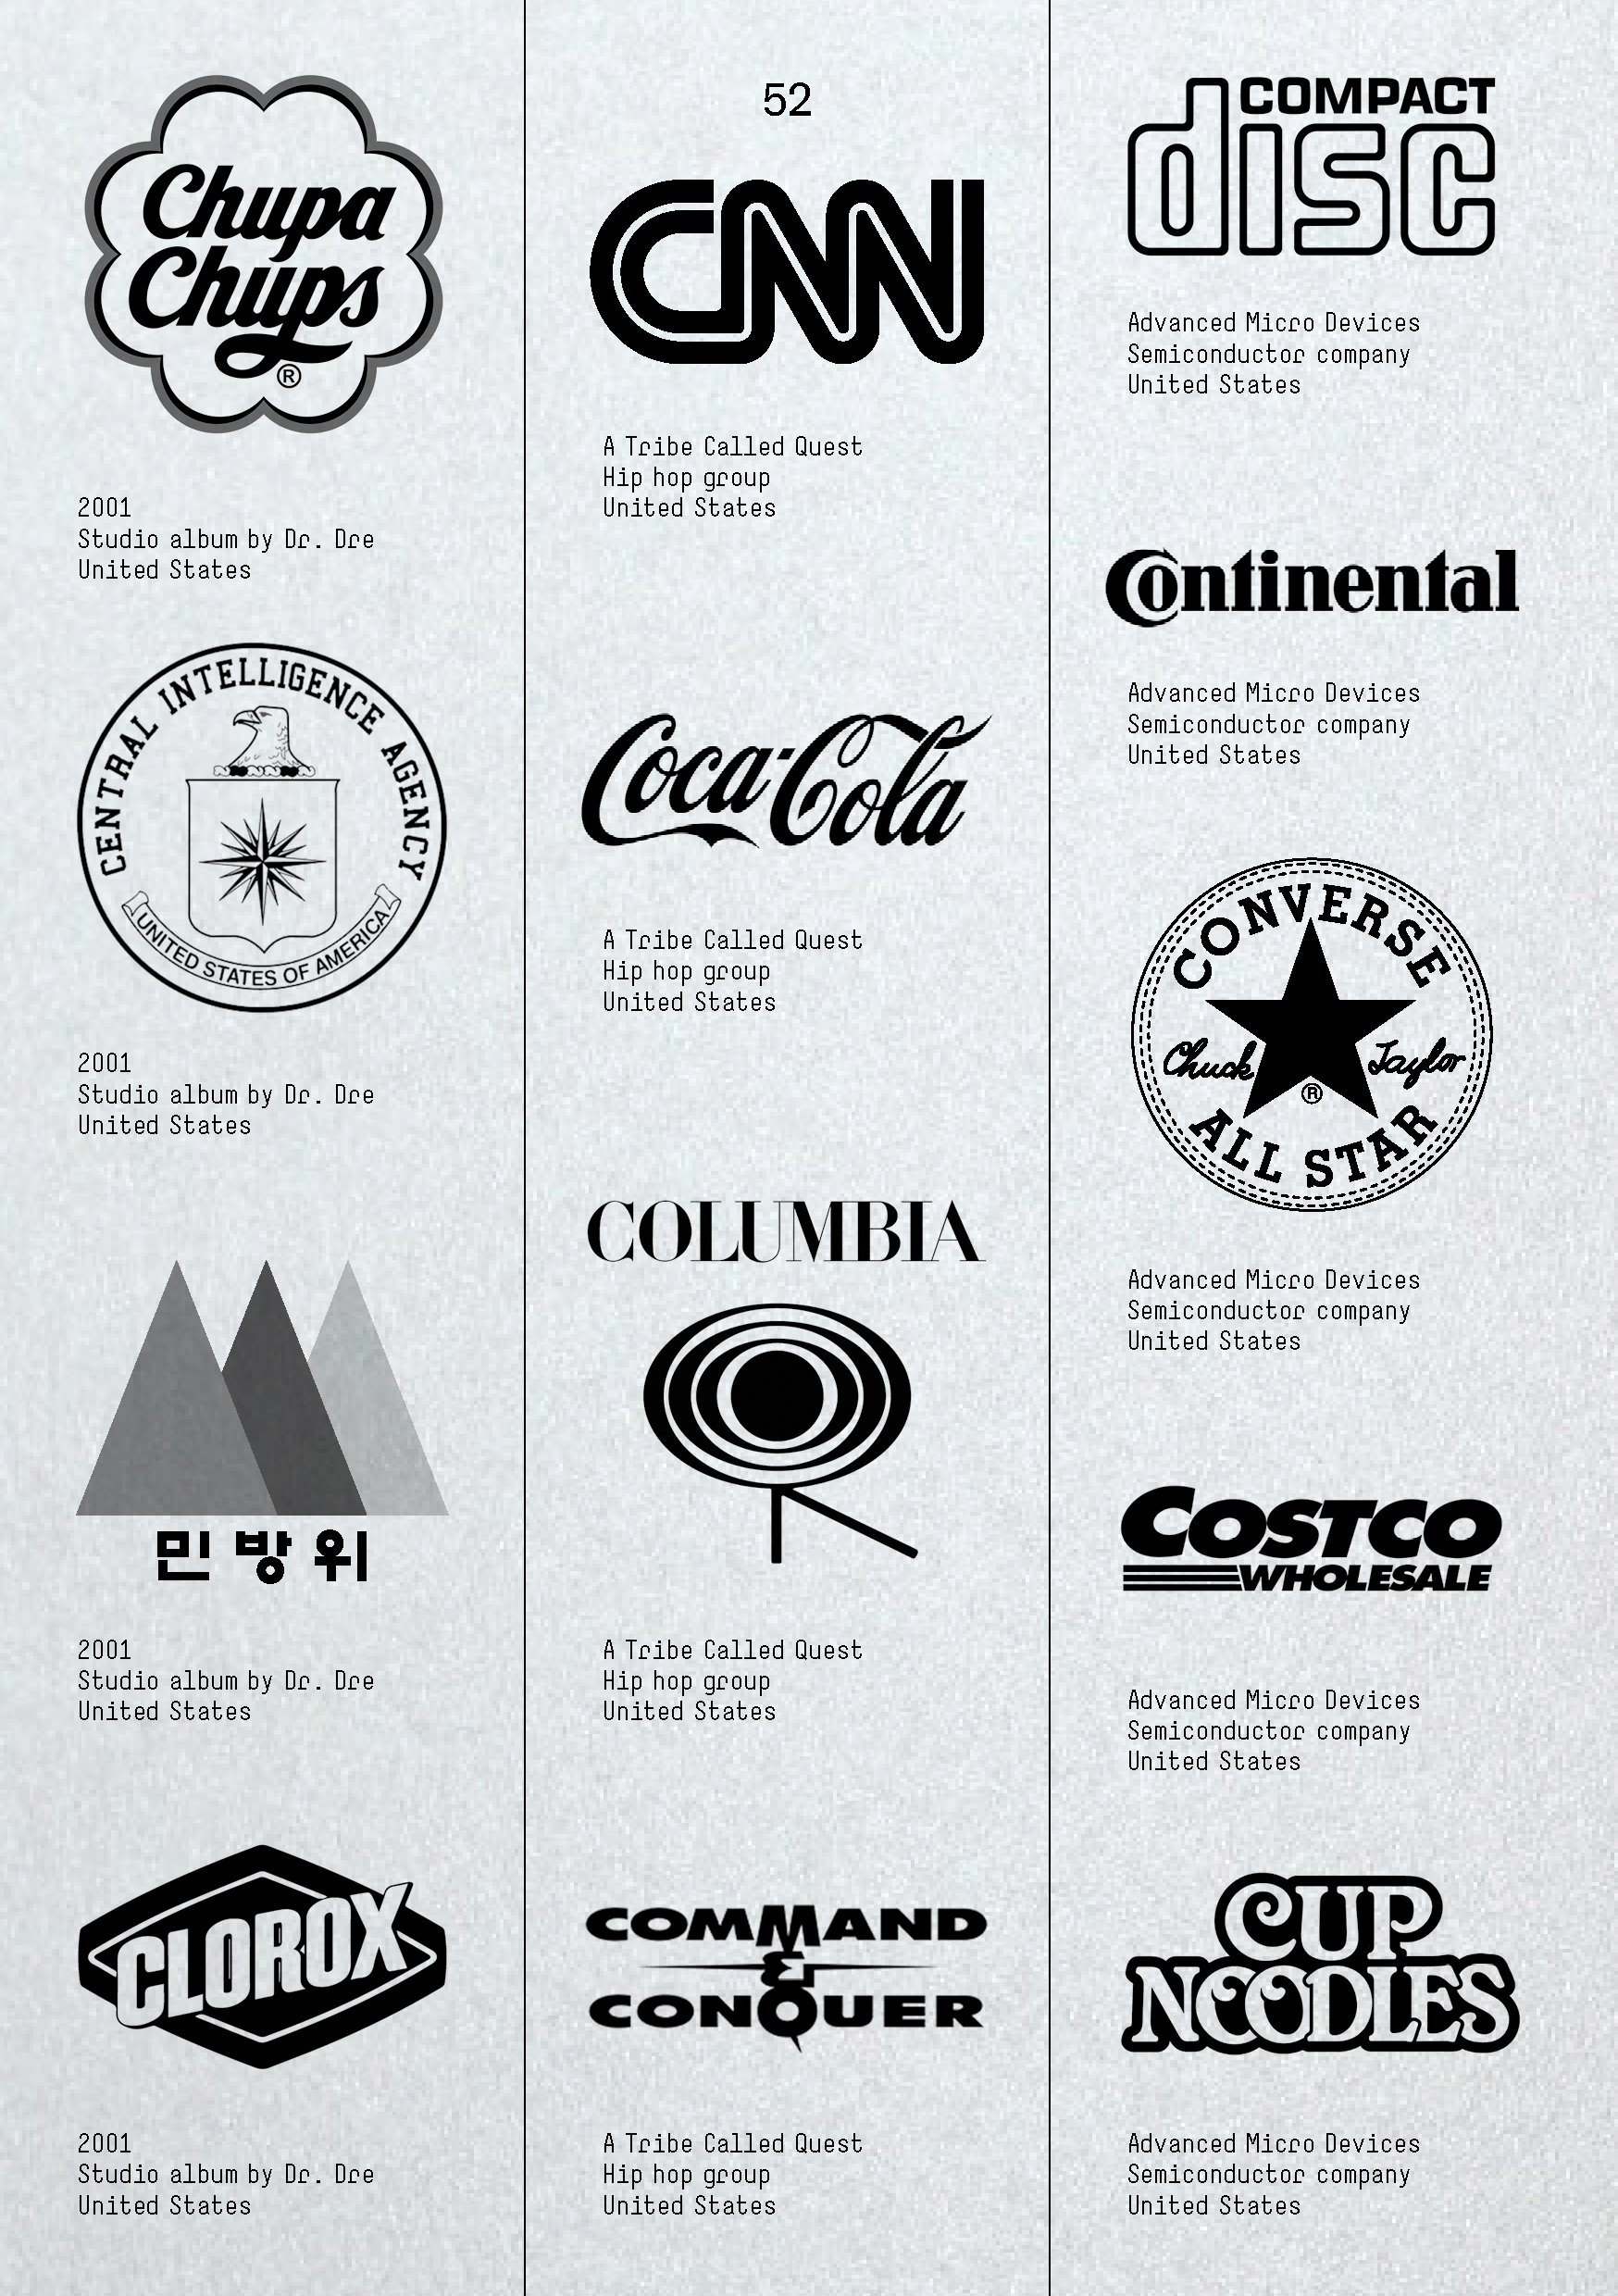 Chupa
Chups
®
2001
Studio album by Dr. Dre
United States
CENTRAL INTELLIGENCE AGENCY
UNITED STATES OF AMERICA
2001
Studio album by Dr. Dre
United States
민방위
2001
Studio album by Dr. Dre
United States
CLOROX
2001
Studio album by Dr. Dre
United States
52
CNN
A Tribe Called Quest
Hip hop group
United States
Coca-Cola
A Tribe Called Quest
Hip hop group
United States
COLUMBIA
A Tribe Called Quest
Hip hop group
United States
COMMAND
&
CONQUER
A Tribe Called Quest
Hip hop group
United States
COMPACT
disc
Advanced Micro Devices
Semiconductor company
United States
Continental
Advanced Micro Devices
Semiconductor company
United States
CONVERSE
Chuck Taylor
®
ALL STAR
Advanced Micro Devices
Semiconductor company
United States
COSTCO
WHOLESALE
Advanced Micro Devices
Semiconductor company
United States
CUP
NOODLES
Advanced Micro Devices
Semiconductor company
United States